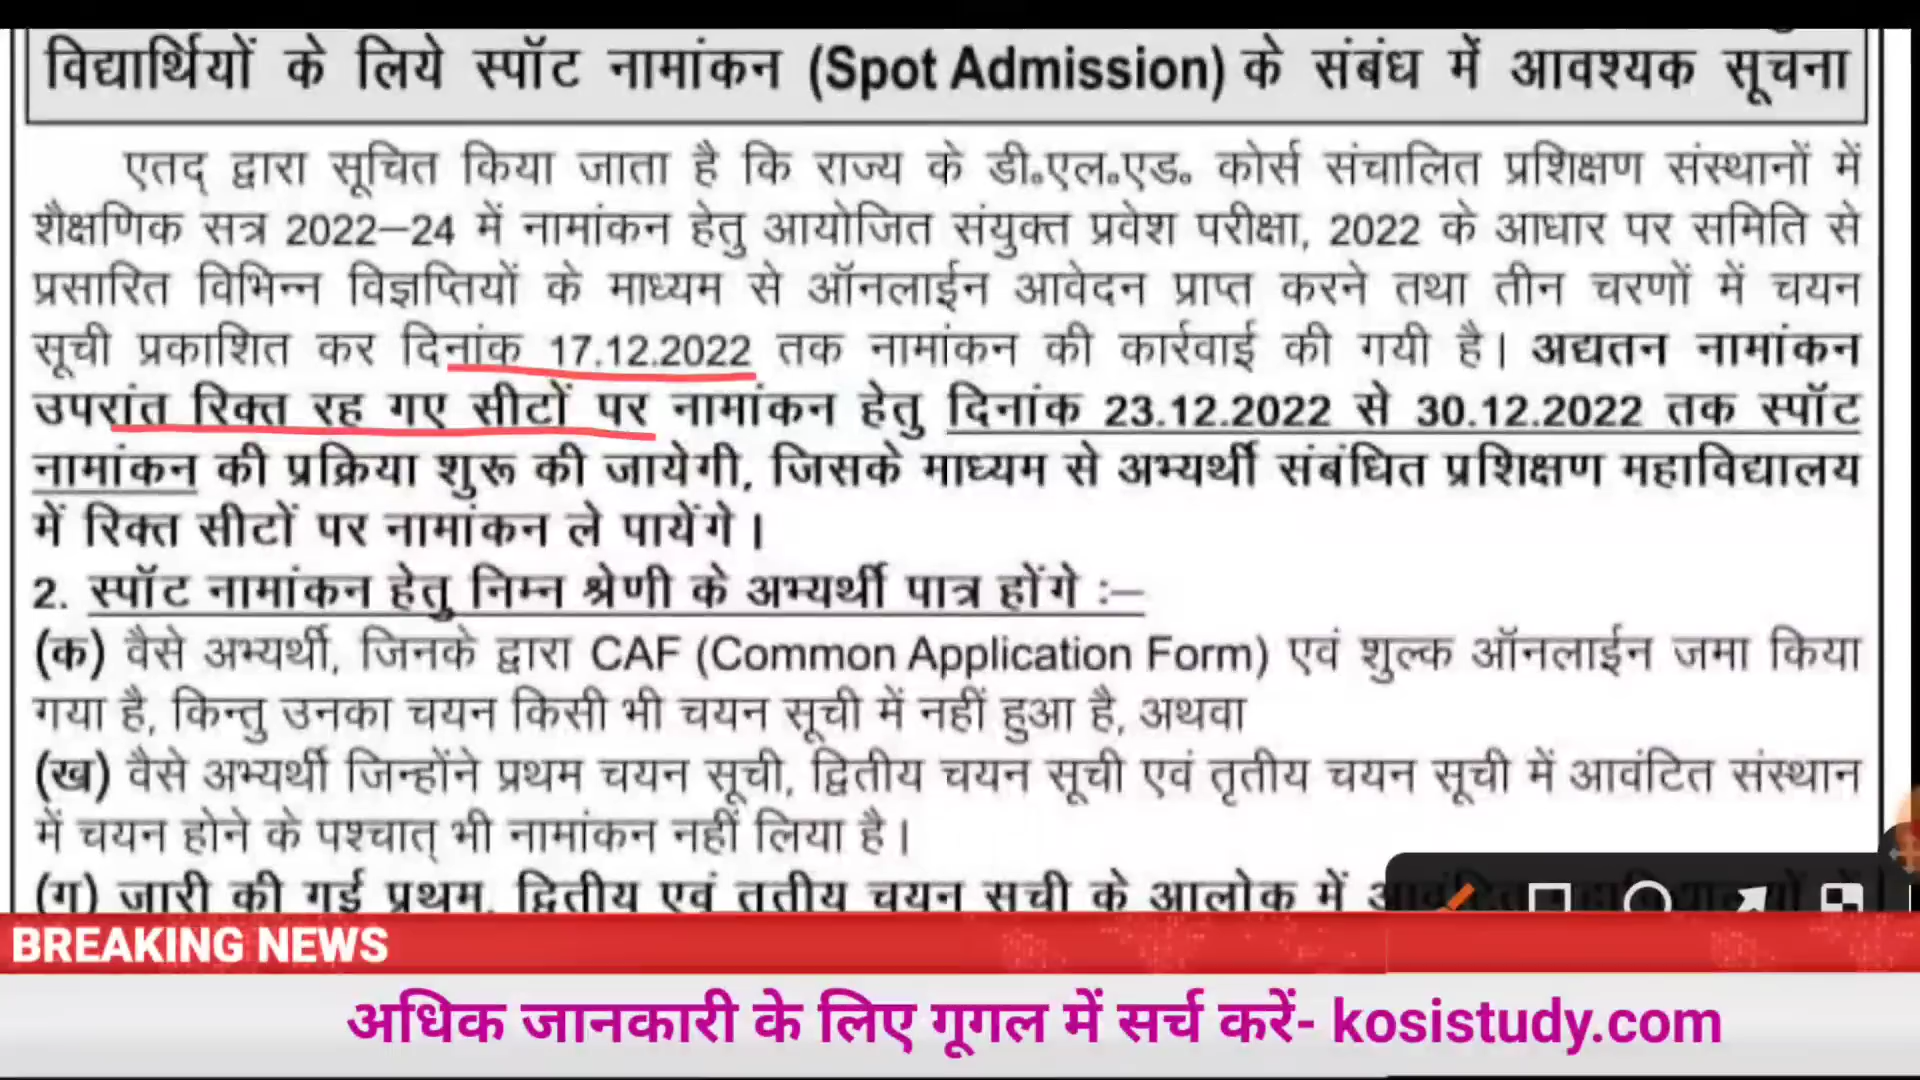 विद्यार्थियों के लिये स्पॉट नामांकन (Spot Admission) के संबंध में आवश्यक सूचना
एतद् द्वारा सूचित किया जाता है कि राज्य के डी०एल०एड० कोर्स संचालित प्रशिक्षण संस्थानों में
शैक्षणिक सत्र 2022–24 में नामांकन हेतु आयोजित संयुक्त प्रवेश परीक्षा, 2022 के आधार पर समिति से
प्रसारित विभिन्न विज्ञप्तियों के माध्यम से ऑनलाईन आवेदन प्राप्त करने तथा तीन चरणों में चयन
सूची प्रकाशित कर दिनांक 17.12.2022 तक नामांकन की कार्रवाई की गयी है। अद्यतन नामांकन
उपरांत रिक्त रह गए सीटों पर नामांकन हेतु दिनांक 23.12.2022 से 30.12.2022 तक स्पॉट
नामांकन की प्रक्रिया शुरू की जायेगी, जिसके माध्यम से अभ्यर्थी संबंधित प्रशिक्षण महाविद्यालय
में रिक्त सीटों पर नामांकन ले पायेंगे।
2. स्पॉट नामांकन हेतु निम्न श्रेणी के अभ्यर्थी पात्र होंगे :–
(क) वैसे अभ्यर्थी, जिनके द्वारा CAF (Common Application Form) एवं शुल्क ऑनलाईन जमा किया
गया है, किन्तु उनका चयन किसी भी चयन सूची में नहीं हुआ है, अथवा
(ख) वैसे अभ्यर्थी जिन्होंने प्रथम चयन सूची, द्वितीय चयन सूची एवं तृतीय चयन सूची में आवंटित संस्थान
में चयन होने के पश्चात् भी नामांकन नहीं लिया है।
(ग) जारी की गई प्रथम, द्वितीय एवं तृतीय चयन सूची के आलोक में
BREAKING NEWS
अधिक जानकारी के लिए गूगल में सर्च करें- kosistudy.com